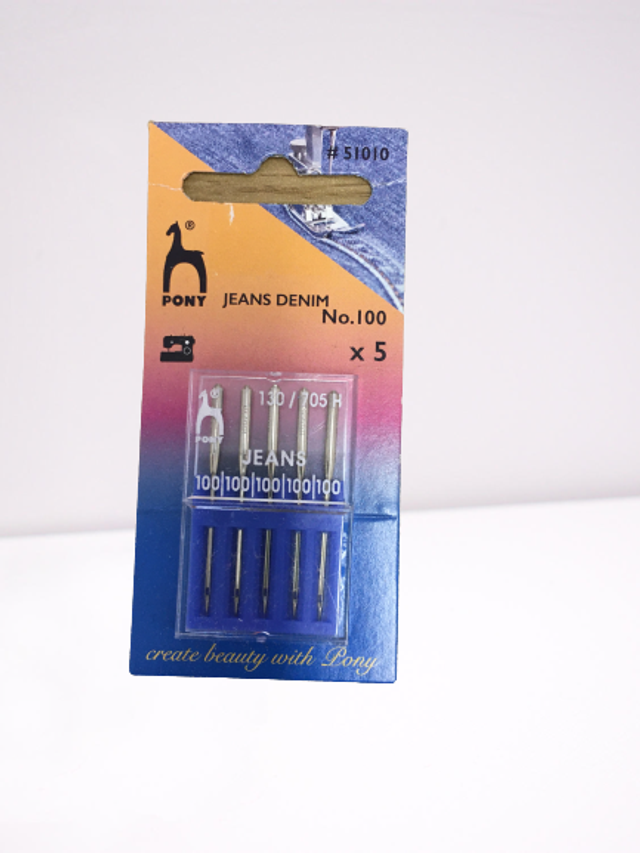 # 51010
®
PONY
JEANS DENIM
No.100
x 5
130 / 705 H
PONY
JEANS
100|100|100|100|100
create beauty with Pony